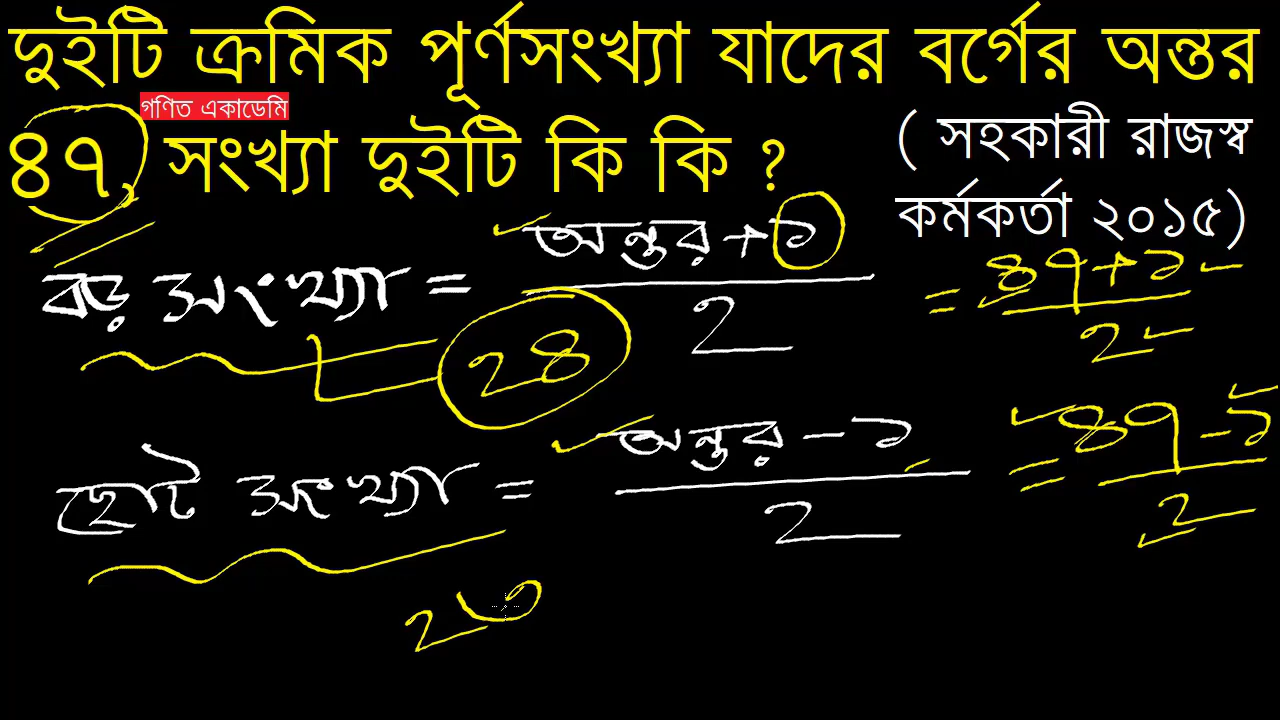 দুইটি ক্রমিক পূর্ণসংখ্যা যাদের বর্গের অন্তর
গণিত একাডেমি
৪৭, সংখ্যা দুইটি কি কি ?
( সহকারী রাজস্ব
কর্মকর্তা ২০১৫)
বড় সংখ্যা = অন্তর + ১
২
= ৪৭ + ১
২
২৪
ছোট সংখ্যা = অন্তর - ১
২
= ৪৭ - ১
২
২৩